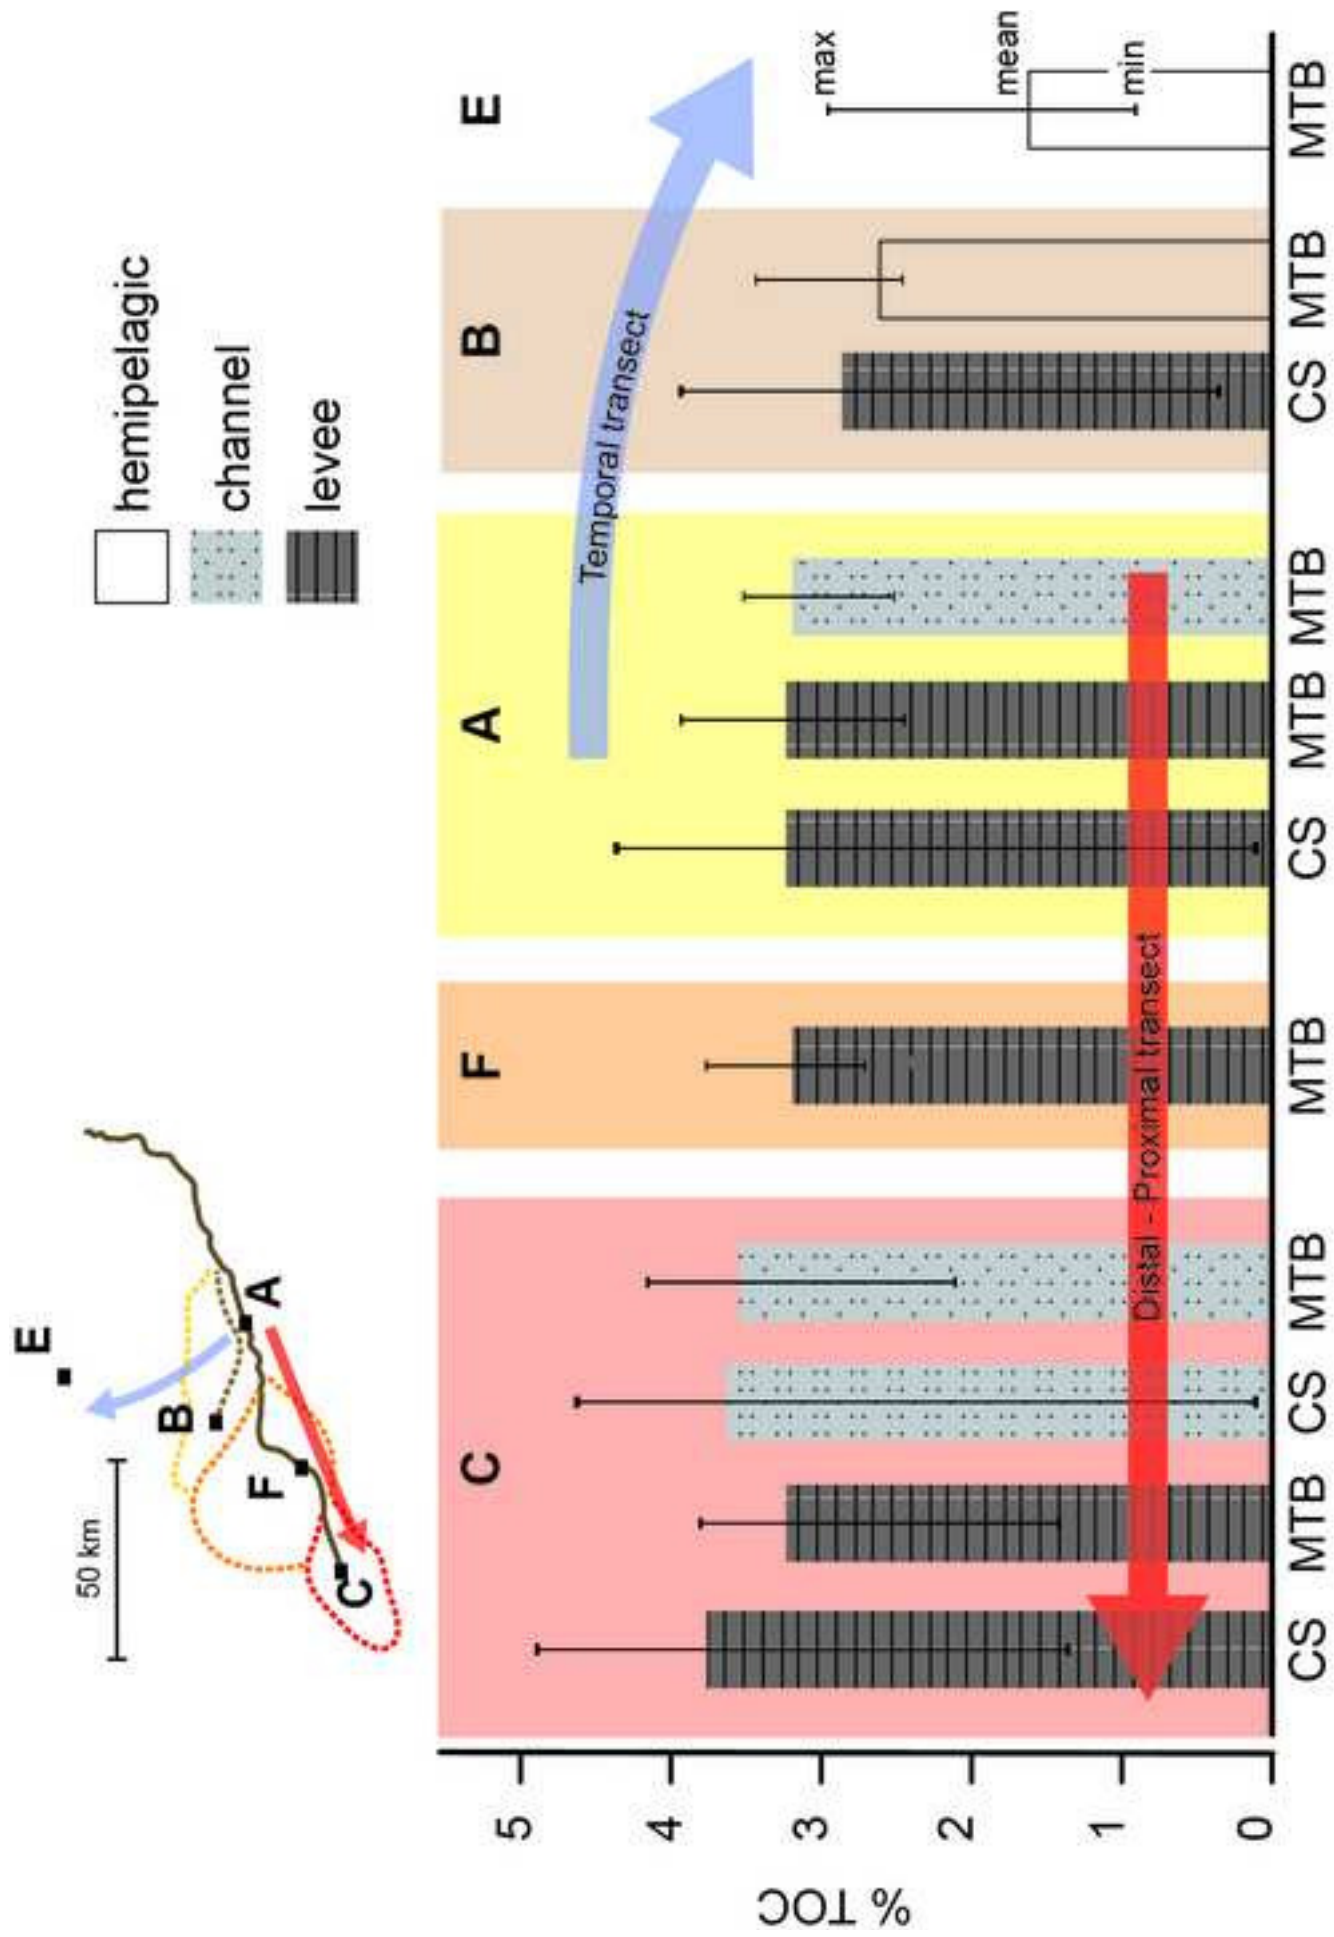 E
B
A
F
C
50 km
hemipelagic
channel
levee
C
F
A
B
E
Temporal transect
max
mean
min
Distal - Proximal transect
% TOC
5
4
3
2
1
0
CS MTB CS MTB MTB CS MTB MTB CS MTB MTB